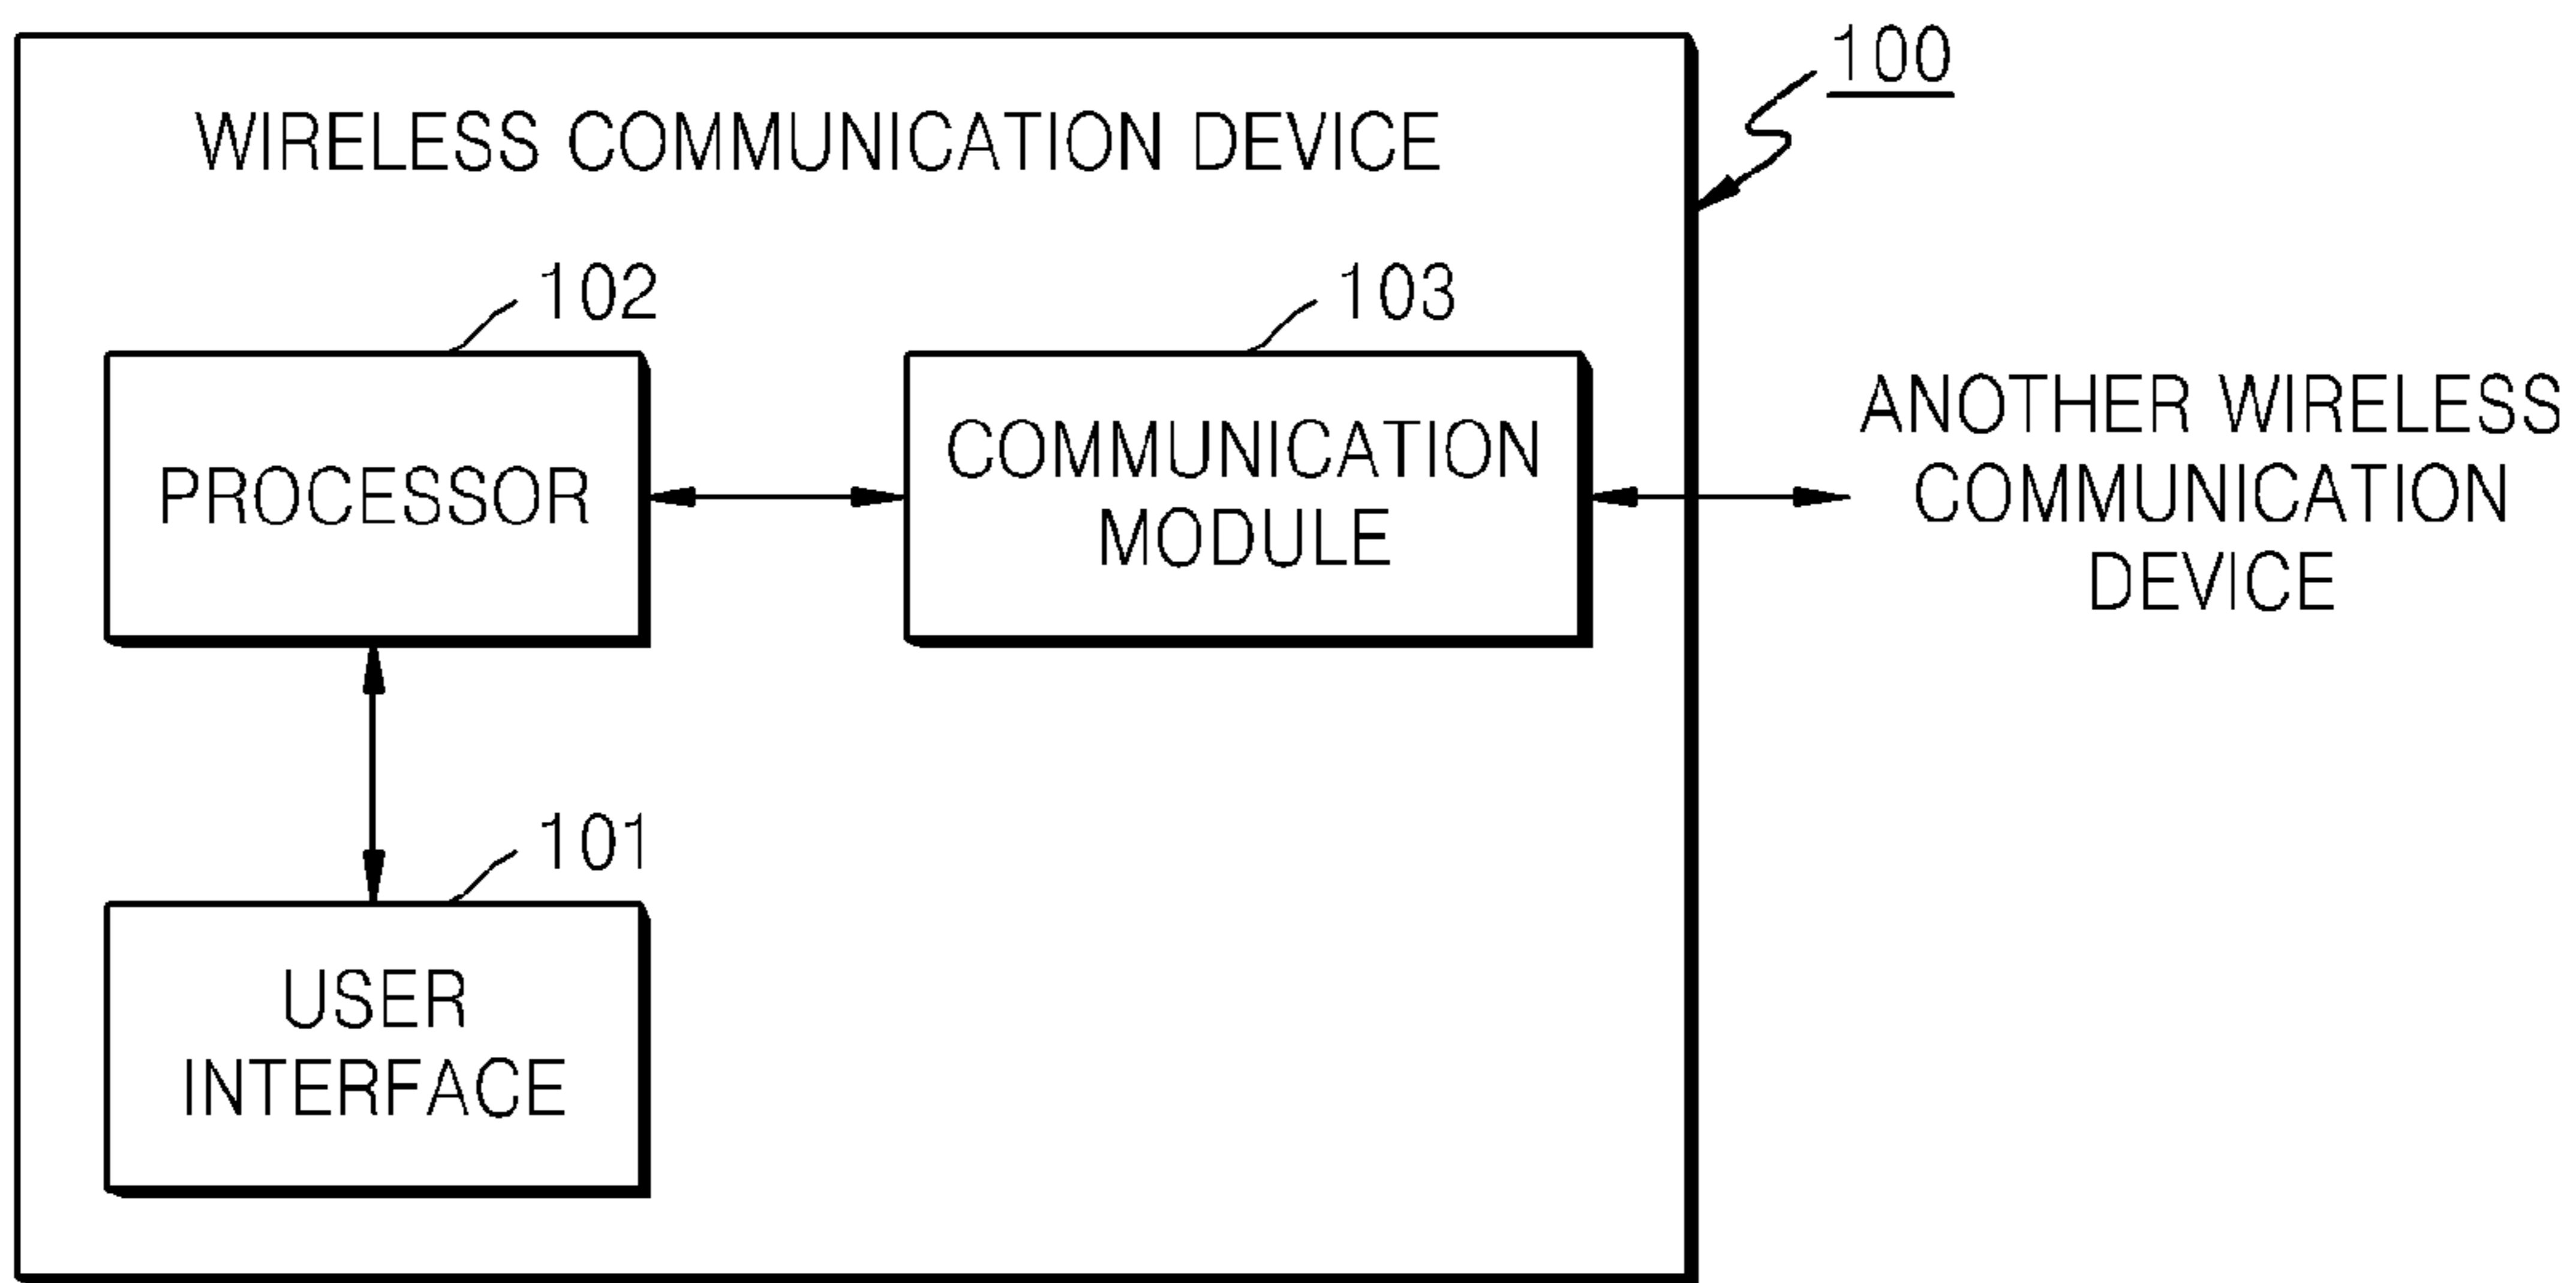 100
WIRELESS COMMUNICATION DEVICE
102
103
PROCESSOR
COMMUNICATION
MODULE
ANOTHER WIRELESS
COMMUNICATION
DEVICE
101
USER
INTERFACE